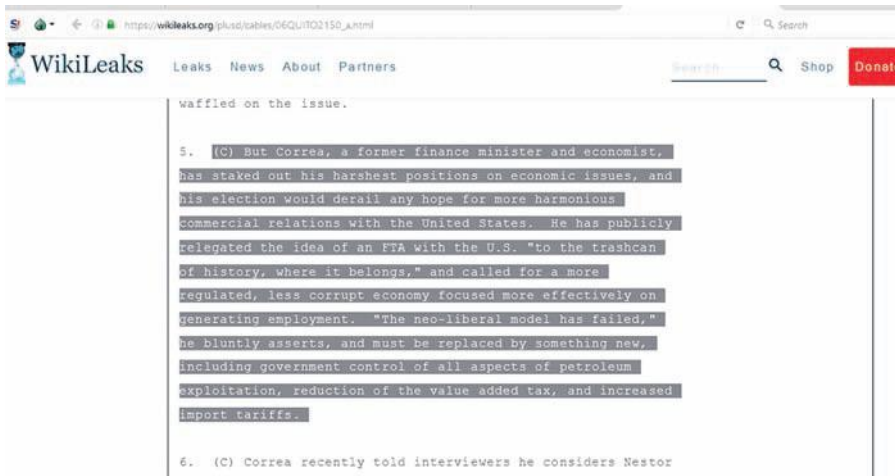 https://wikileaks.org/plusd/cables/06QUITO2150_a.html
Search
WikiLeaks
Leaks News About Partners
Search
Shop
Donate
waffled on the issue.
5. (C) But Correa, a former finance minister and economist,
has staked out his harshest positions on economic issues, and
his election would derail any hope for more harmonious
commercial relations with the United States. He has publicly
relegated the idea of an FTA with the U.S. "to the trashcan
of history, where it belongs," and called for a more
regulated, less corrupt economy focused more effectively on
generating employment. "The neo-liberal model has failed,"
he bluntly asserts, and must be replaced by something new,
including government control of all aspects of petroleum
exploitation, reduction of the value added tax, and increased
import tariffs.
6. (C) Correa recently told interviewers he considers Nestor